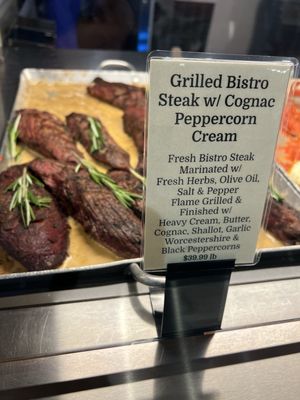 Grilled Bistro
Steak w/ Cognac
Peppercorn
Cream
Fresh Bistro Steak
Marinated w/
Fresh Herbs, Olive Oil,
Salt & Pepper
Flame Grilled &
Finished w/
Heavy Cream, Butter,
Cognac, Shallot, Garlic
Worcestershire &
Black Peppercorns
$39.99 lb